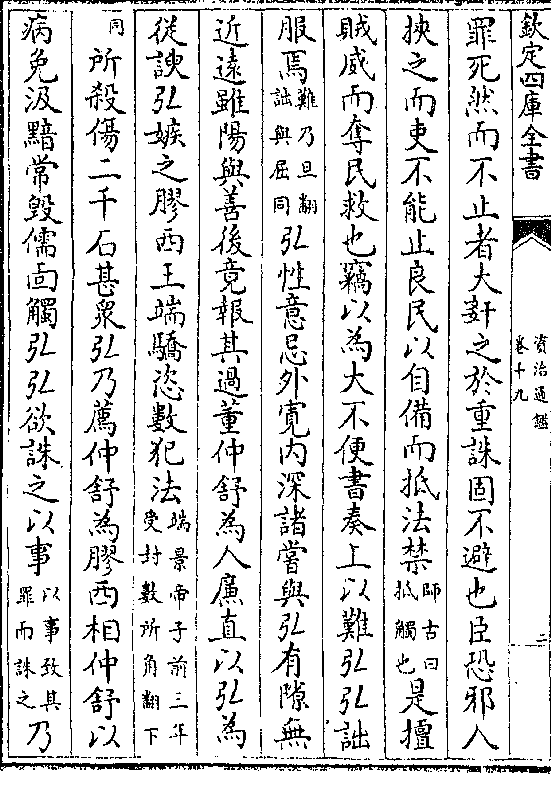 欽定四庫全書
資治通鑑
卷十九
二
罪死然而不止者大姧之於重誅固不避也臣恐邪人
挾之而吏不能止良民以自備而抵法禁師古曰抵觸也是擅
賊威而奪民救也竊以為大不便書奏上以難弘弘詘
服焉難乃旦翻詘與屈同弘性意忌外寛内深諸嘗與弘有隙無
近遠雖陽與善後竟報其過董仲舒為人廉直以弘為
從諛弘嫉之膠西王端驕恣數犯法端景帝子前三年受封數所角翻下
同所殺傷二千石甚衆弘乃薦仲舒為膠西相仲舒以
病免汲黯常毁儒面觸弘弘欲誅之以事以事致其罪而誅之乃